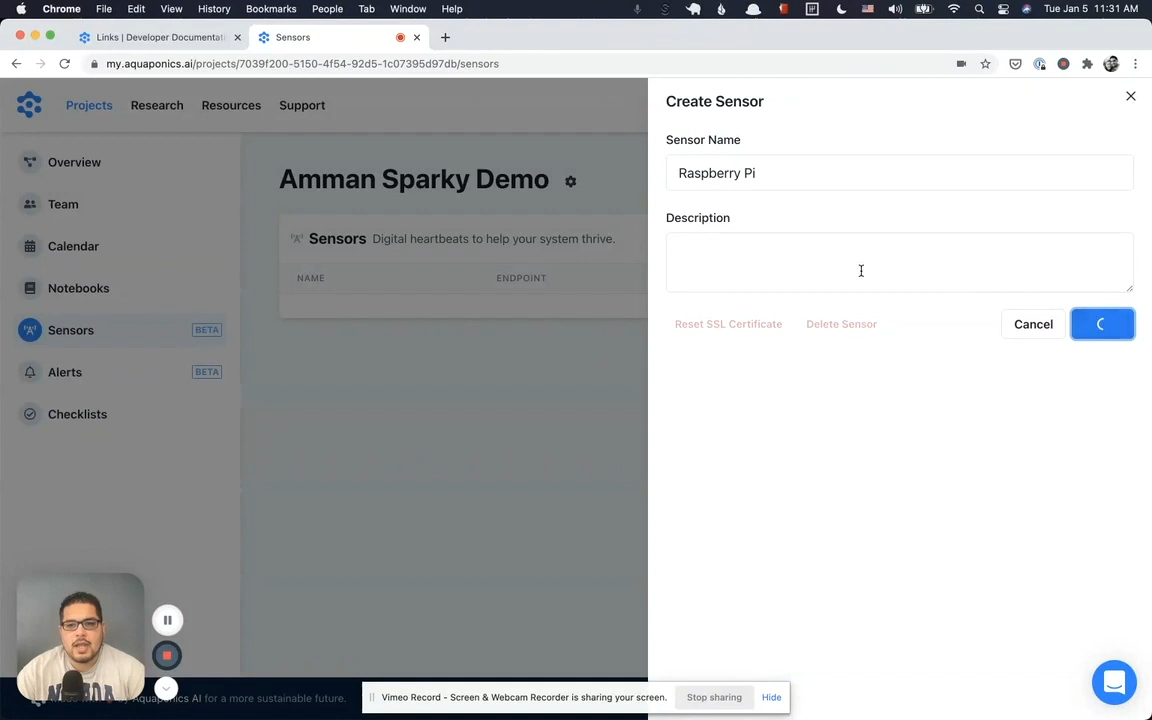 Chrome File Edit View History Bookmarks People Tab Window Help Tue Jan 5 11:31 AM
Links | Developer Documentati Sensors
my.aquaponics.ai/projects/7039f200-5150-4f54-92d5-1c07395d97db/sensors
Projects Research Resources Support
Overview
Team
Calendar
Notebooks
Sensors BETA
Alerts BETA
Checklists
Amman Sparky Demo
Sensors Digital heartbeats to help your system thrive.
NAME ENDPOINT
Create Sensor
Sensor Name
Raspberry Pi
Description
Reset SSL Certificate Delete Sensor Cancel
Aquaponics AI for a more sustainable future.
Vimeo Record - Screen & Webcam Recorder is sharing your screen. Stop sharing Hide